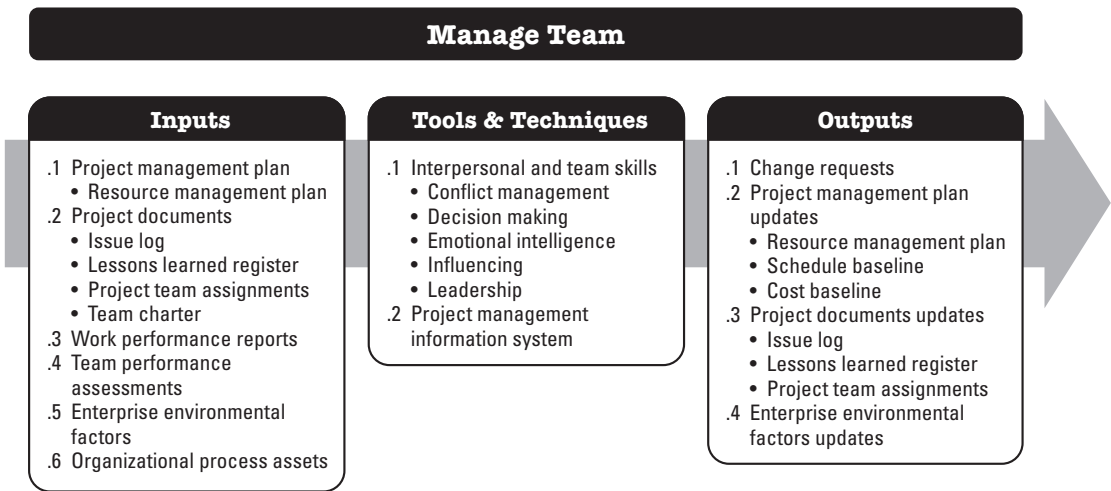 Manage Team
Inputs
.1 Project management plan
• Resource management plan
.2 Project documents
• Issue log
• Lessons learned register
• Project team assignments
• Team charter
.3 Work performance reports
.4 Team performance
assessments
.5 Enterprise environmental
factors
.6 Organizational process assets
Tools & Techniques
.1 Interpersonal and team skills
• Conflict management
• Decision making
• Emotional intelligence
• Influencing
• Leadership
.2 Project management
information system
Outputs
.1 Change requests
.2 Project management plan
updates
• Resource management plan
• Schedule baseline
• Cost baseline
.3 Project documents updates
• Issue log
• Lessons learned register
• Project team assignments
.4 Enterprise environmental
factors updates